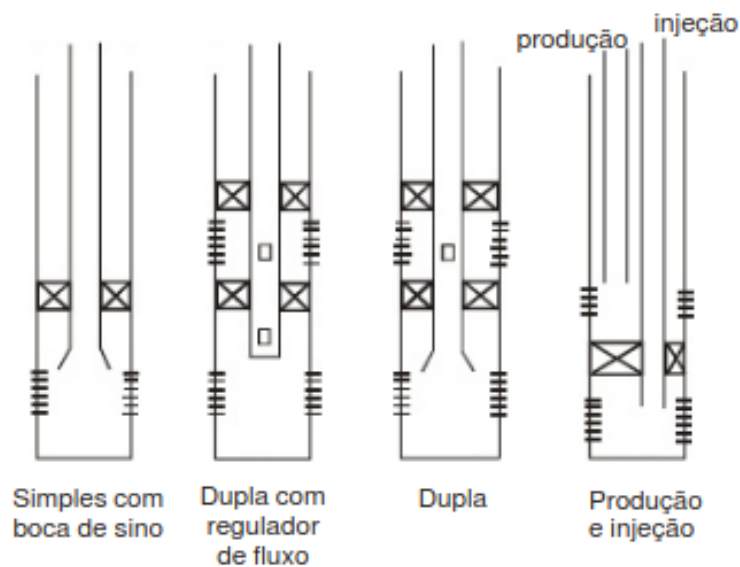 produção
injeção
Simples com
boca de sino
Dupla com
regulador
de fluxo
Dupla
Produção
e injeção